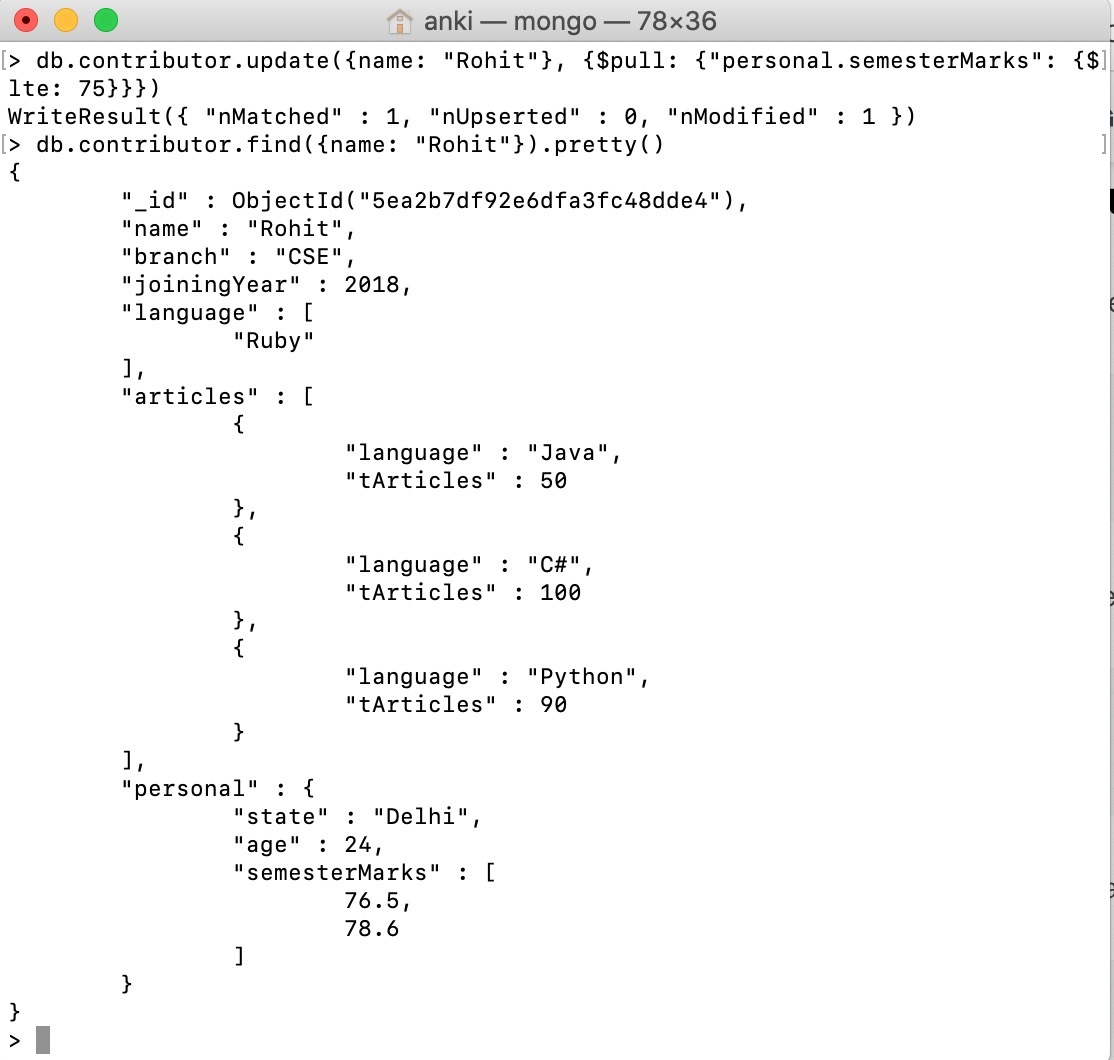 anki — mongo — 78×36
[> db.contributor.update({name: "Rohit"}, {$pull: {"personal.semesterMarks": {$]
lte: 75}}})
WriteResult({ "nMatched" : 1, "nUpserted" : 0, "nModified" : 1 })
[> db.contributor.find({name: "Rohit"}).pretty() ]
{
        "_id" : ObjectId("5ea2b7df92e6dfa3fc48dde4"),
        "name" : "Rohit",
        "branch" : "CSE",
        "joiningYear" : 2018,
        "language" : [
                "Ruby"
        ],
        "articles" : [
                {
                        "language" : "Java",
                        "tArticles" : 50
                },
                {
                        "language" : "C#",
                        "tArticles" : 100
                },
                {
                        "language" : "Python",
                        "tArticles" : 90
                }
        ],
        "personal" : {
                "state" : "Delhi",
                "age" : 24,
                "semesterMarks" : [
                        76.5,
                        78.6
                ]
        }
}
>